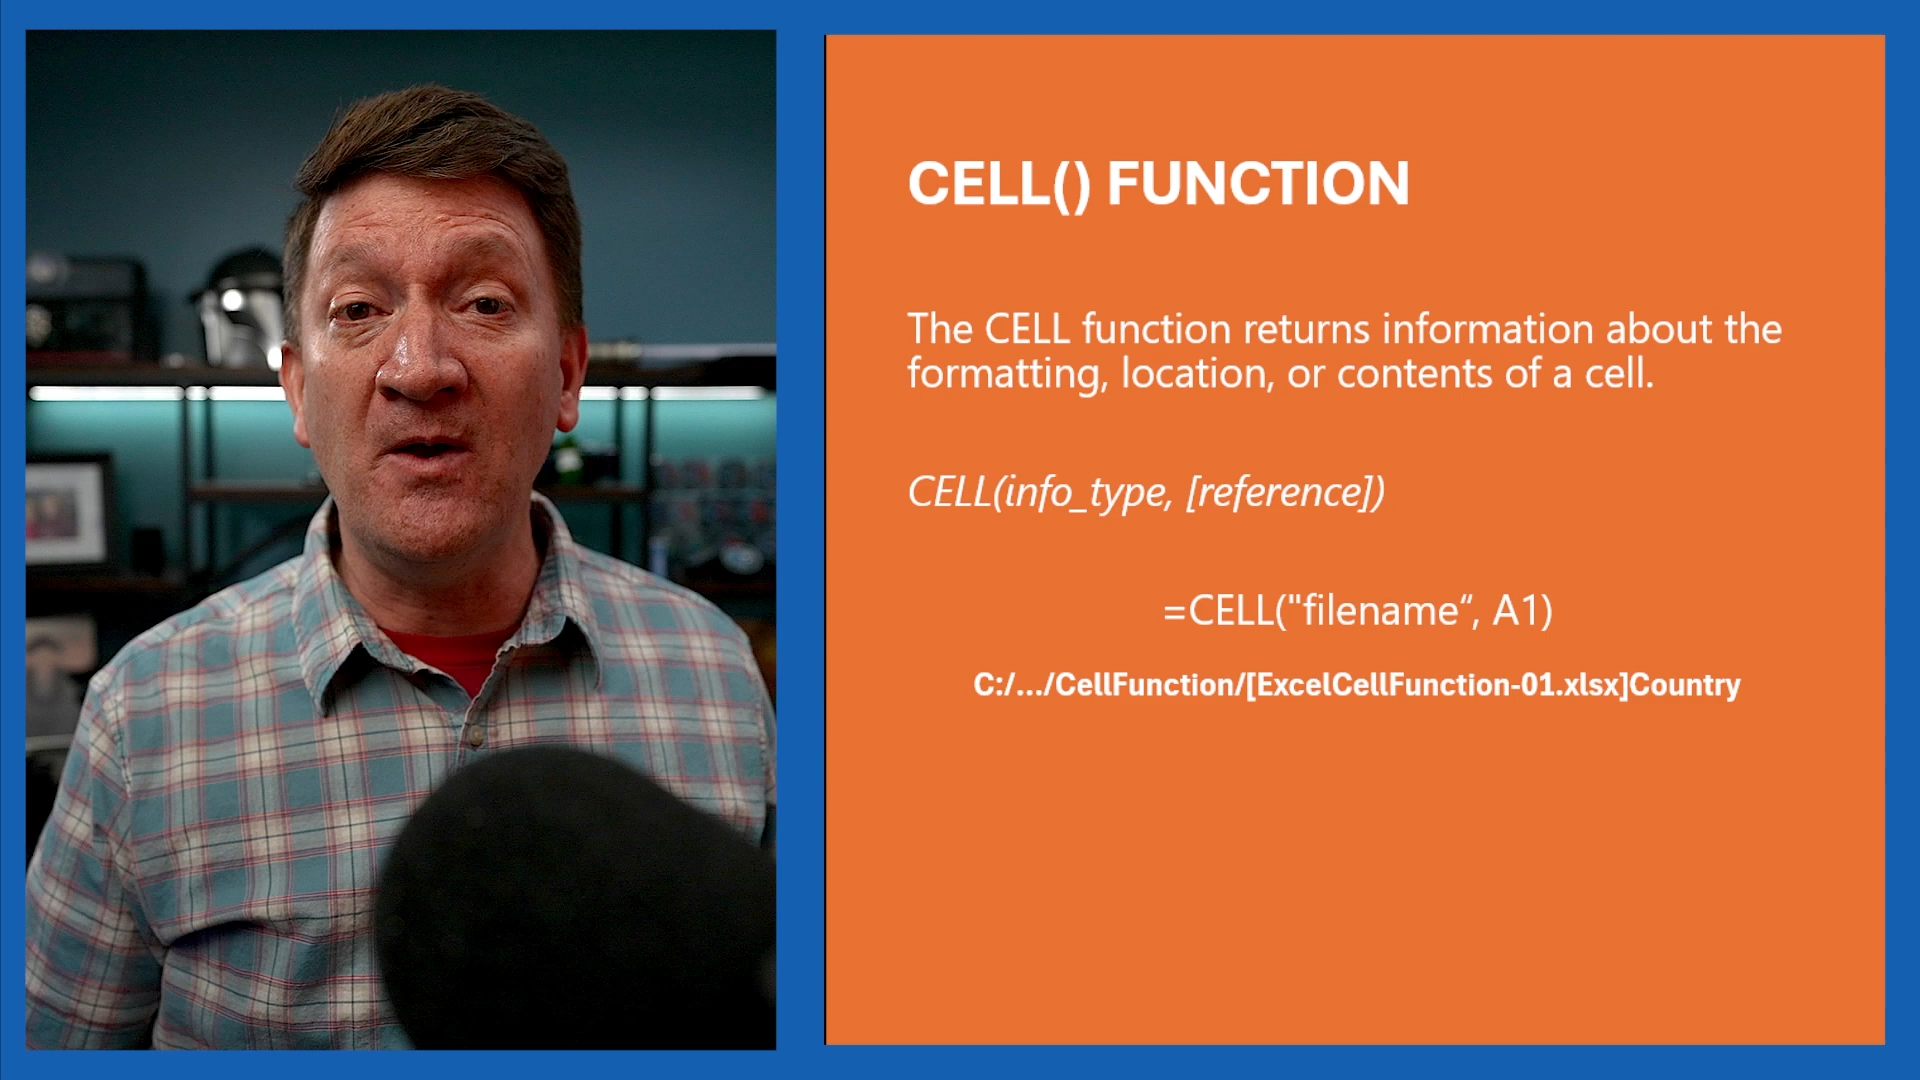 CELL() FUNCTION
The CELL function returns information about the
formatting, location, or contents of a cell.
CELL(info_type, [reference])
=CELL("filename“, A1)
C:/.../CellFunction/[ExcelCellFunction-01.xlsx]Country